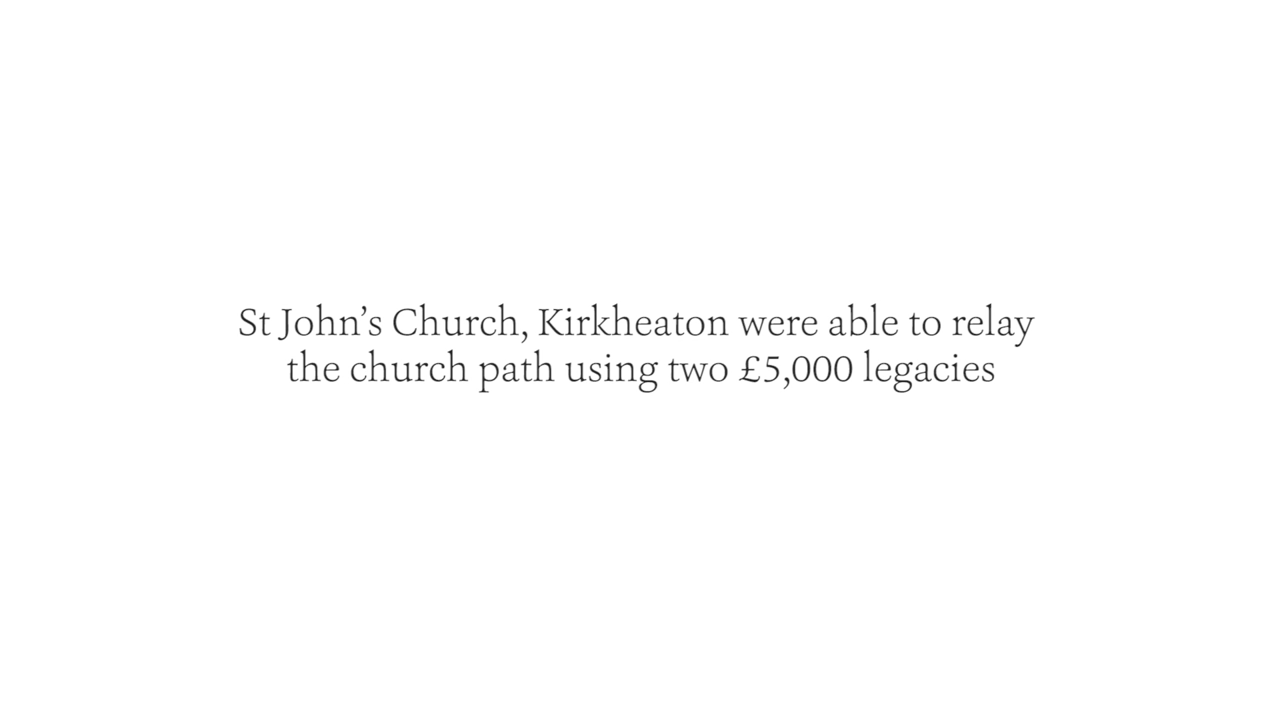 St John’s Church, Kirkheaton were able to relay
the church path using two £5,000 legacies